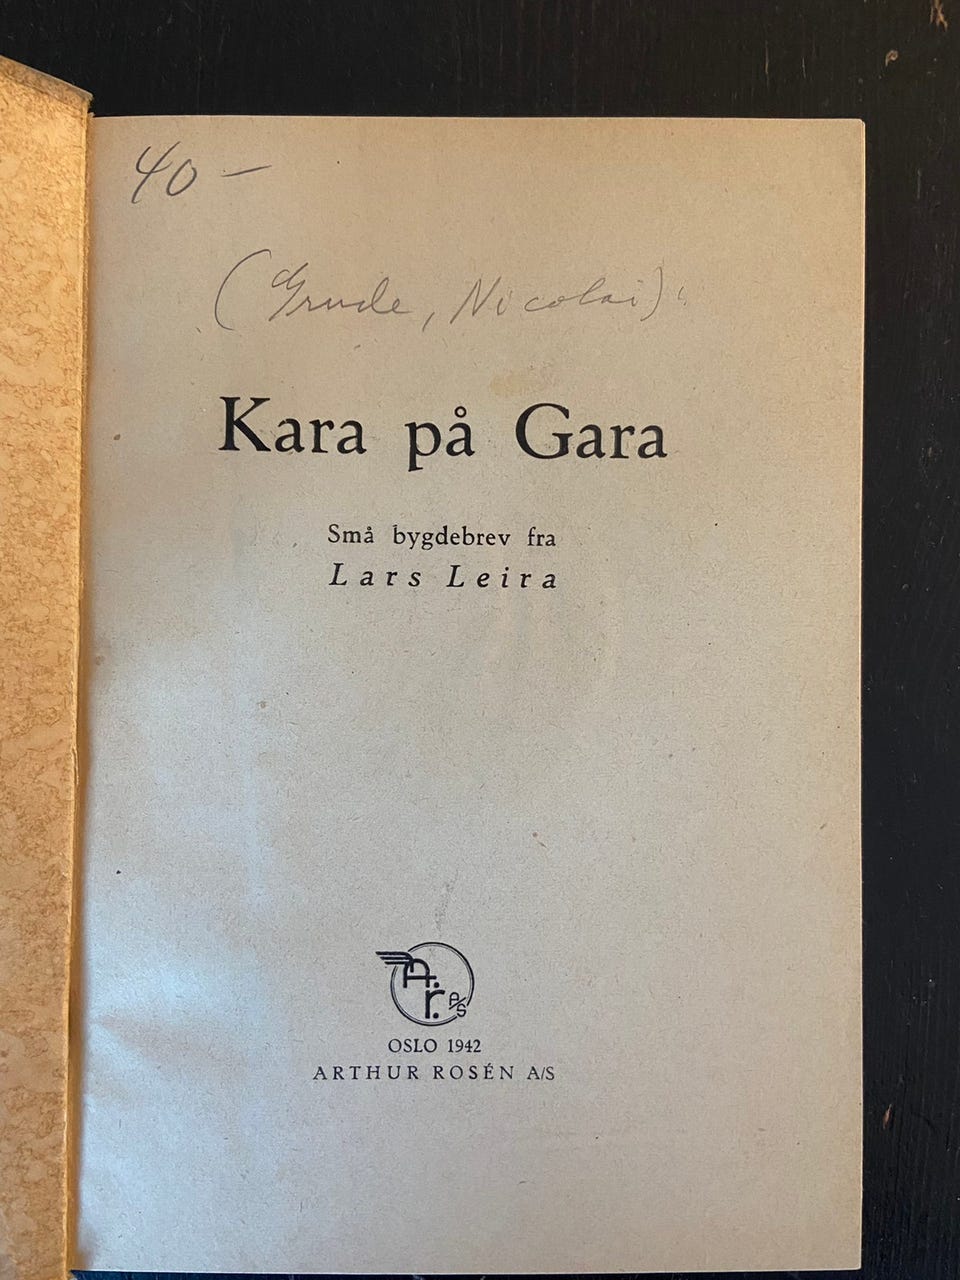 40 –
(Grude, Nicolai):
Kara på Gara
Små bygdebrev fra
Lars Leira
A.r. A/S
OSLO 1942
ARTHUR ROSÉN A/S